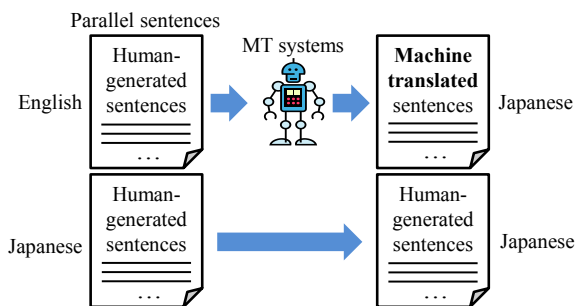 Parallel sentences
MT systems
English
Human-
generated
sentences
...
Machine
translated
sentences
...
Japanese
Japanese
Human-
generated
sentences
...
Human-
generated
sentences
...
Japanese